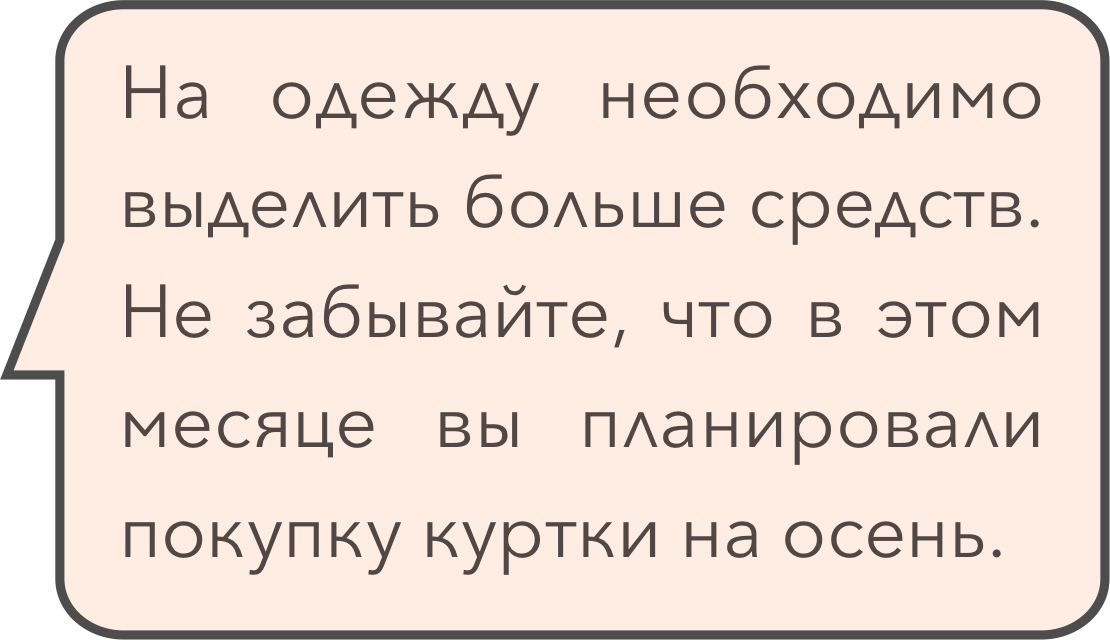 На одежду необходимо
выделить больше средств.
Не забывайте, что в этом
месяце вы планировали
покупку куртки на осень.